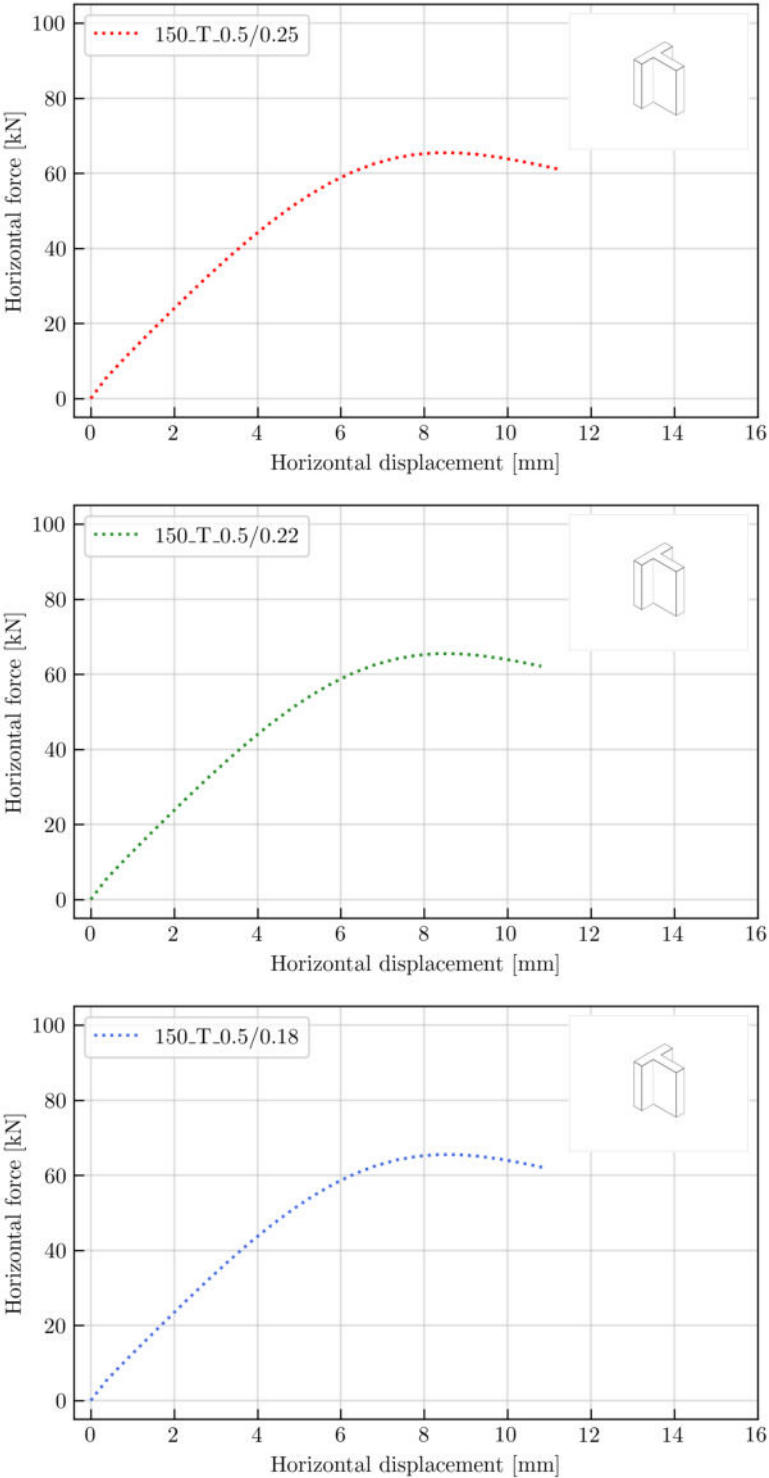 150_T_0.5/0.25
100
80
60
40
20
0
Horizontal force [kN]
0 2 4 6 8 10 12 14 16
Horizontal displacement [mm]
150_T_0.5/0.22
100
80
60
40
20
0
Horizontal force [kN]
0 2 4 6 8 10 12 14 16
Horizontal displacement [mm]
150_T_0.5/0.18
100
80
60
40
20
0
Horizontal force [kN]
0 2 4 6 8 10 12 14 16
Horizontal displacement [mm]